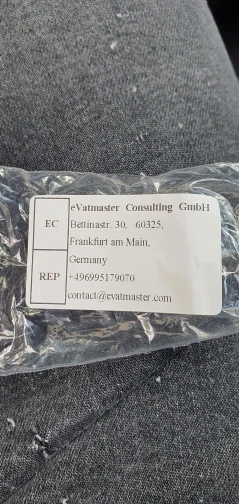 eVatmaster Consulting GmbH
EC
Bettinastr. 30, 60325,
Frankfurt am Main,
Germany
REP
+496995179070
contact@evatmaster.com